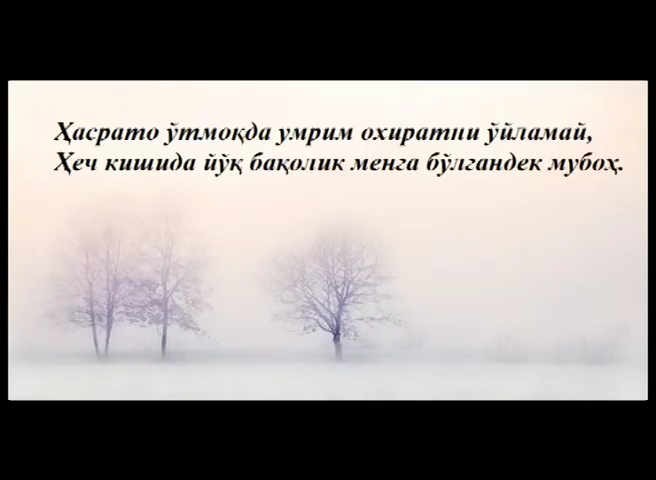 Ҳасрато ўтмоқда умрим охиратни ўйламай,
Ҳеч кишида йўқ бақолик менга бўлгандек мубоҳ.